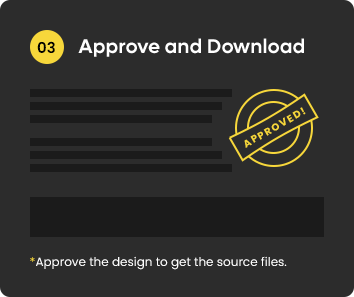 03
Approve and Download
APPROVED!
*Approve the design to get the source files.